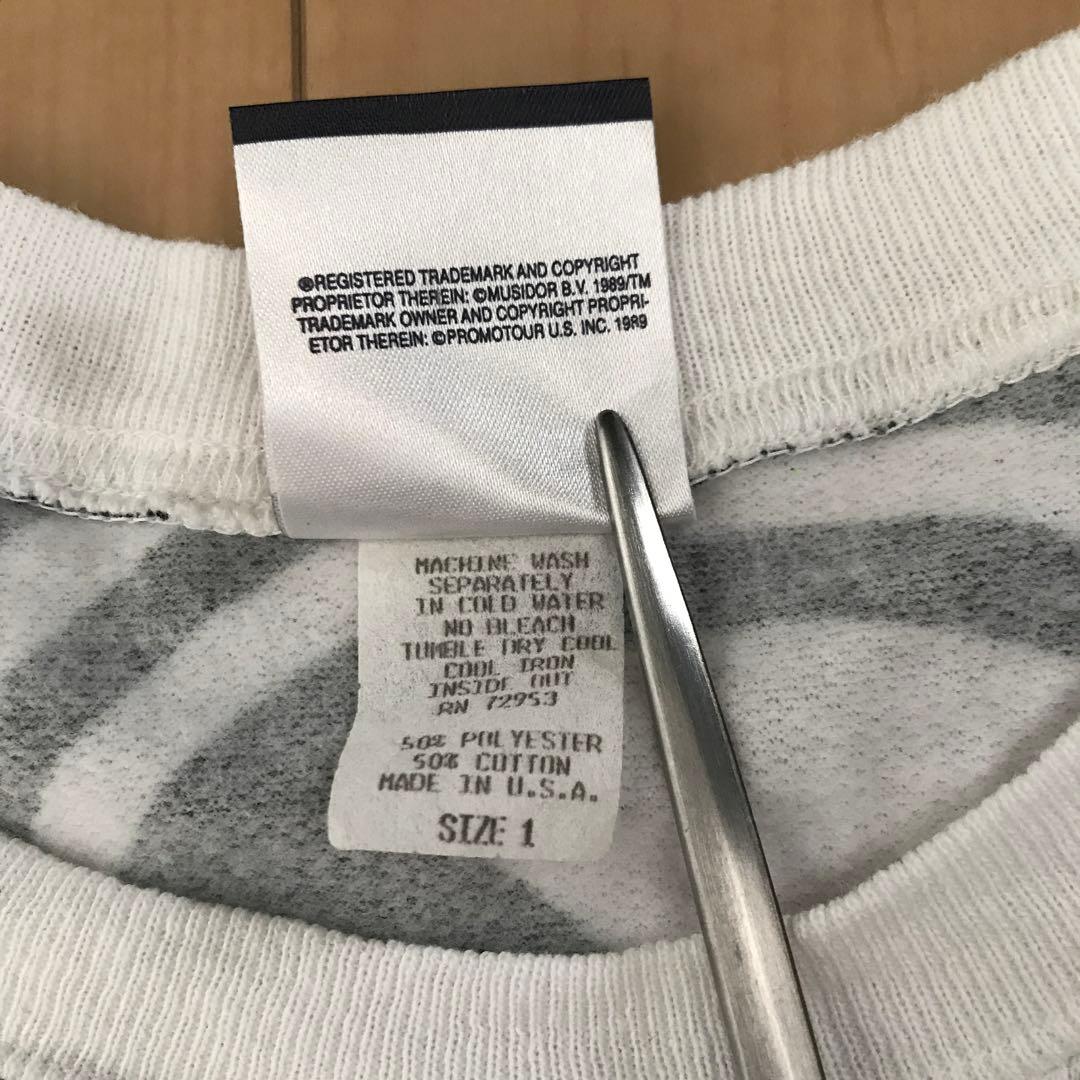 ®REGISTERED TRADEMARK AND COPYRIGHT
PROPRIETOR THEREIN: ©MUSIDOR B.V. 1989/TM
TRADEMARK OWNER AND COPYRIGHT PROPRI-
ETOR THEREIN: ©PROMOTOUR U.S. INC. 1989
MACHINE WASH
SEPARATELY
IN COLD WATER
NO BLEACH
TUMBLE DRY COOL
COOL IRON
INSIDE OUT
RN 72953
50% POLYESTER
50% COTTON
MADE IN U.S.A.
SIZE 1